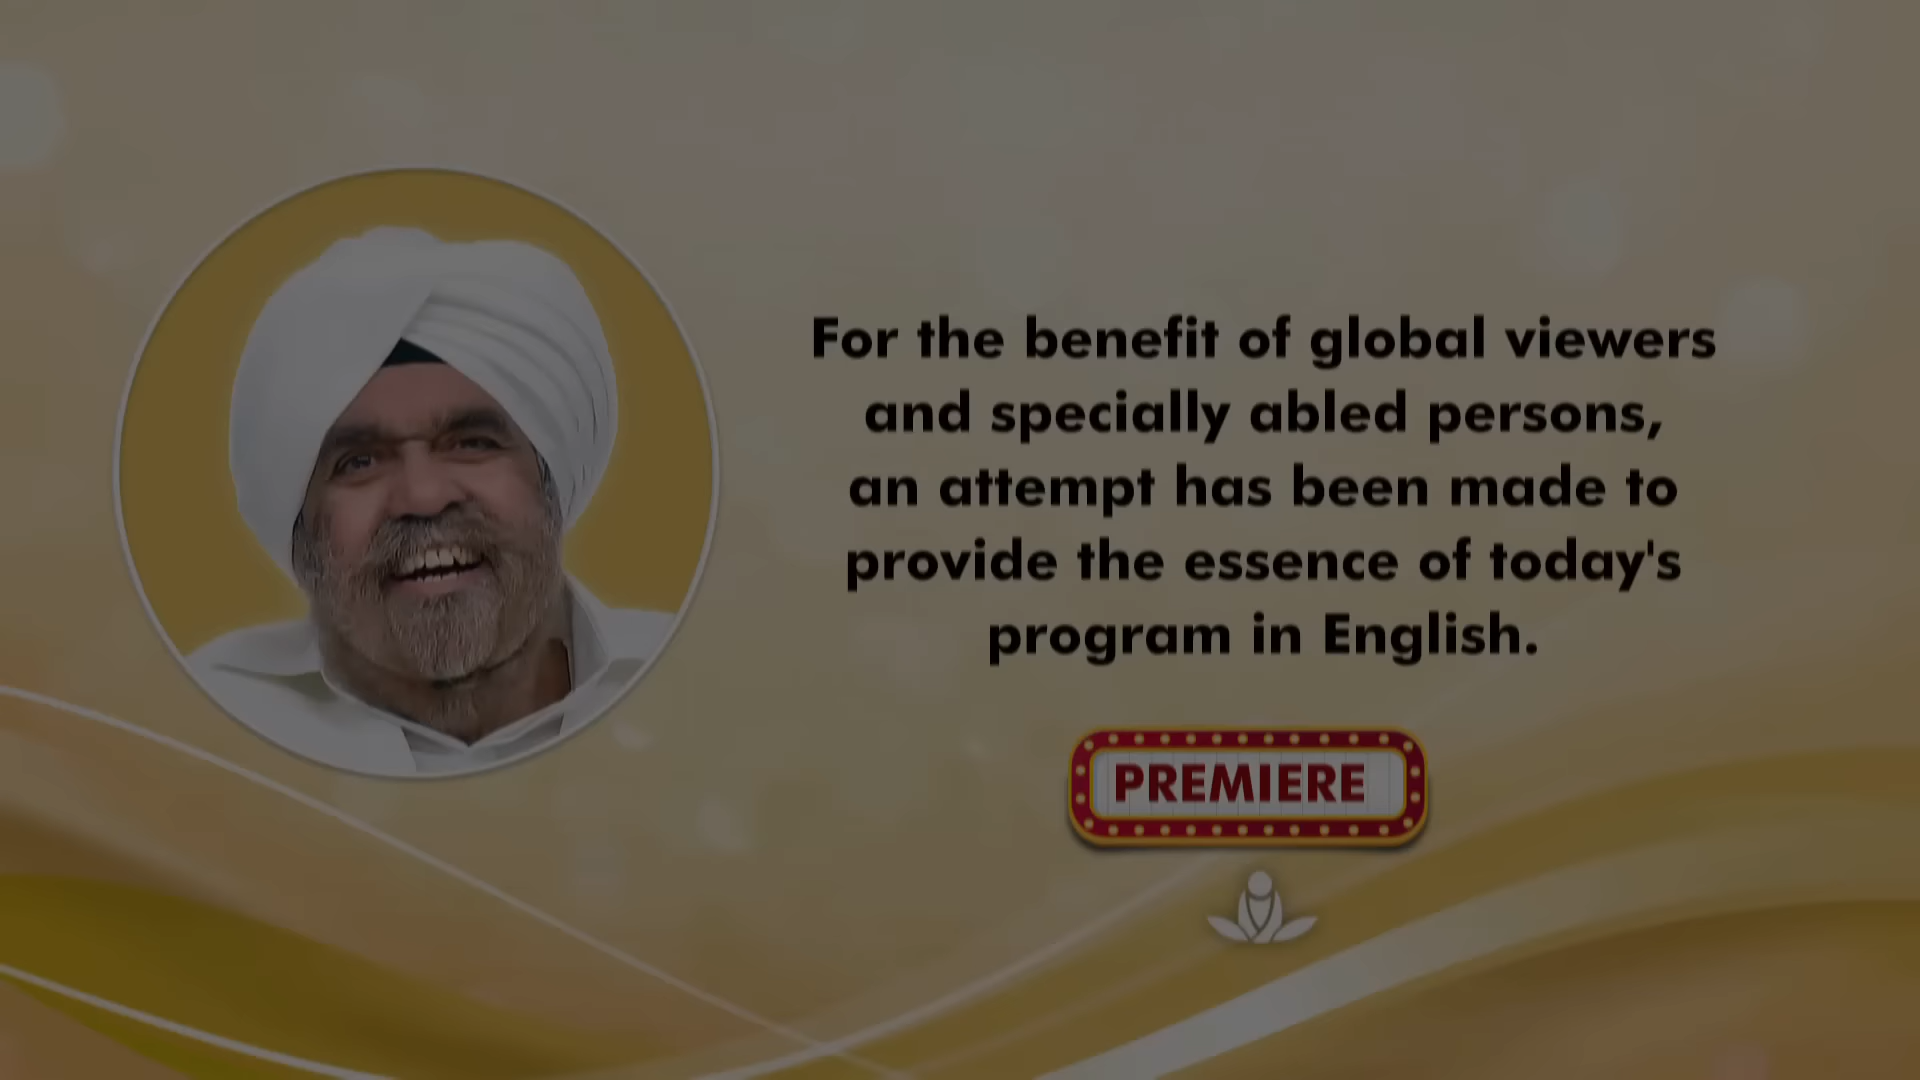 For the benefit of global viewers
and specially abled persons,
an attempt has been made to
provide the essence of today's
program in English.
PREMIERE